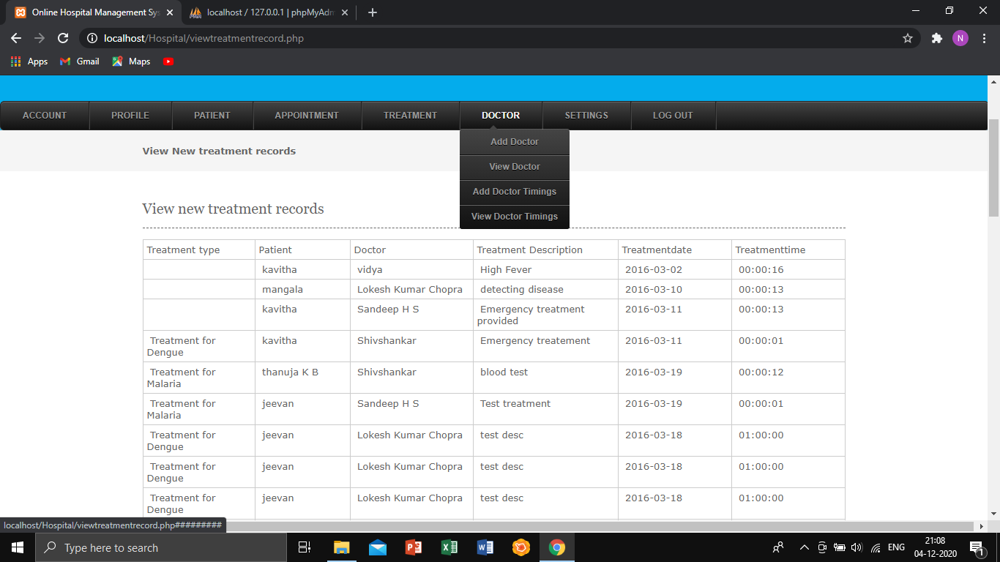 Online Hospital Management Sys
localhost / 127.0.0.1 | phpMyAdm
localhost/Hospital/viewtreatmentrecord.php
N
Apps Gmail Maps
ACCOUNT PROFILE PATIENT APPOINTMENT TREATMENT DOCTOR SETTINGS LOG OUT
Add Doctor
View Doctor
Add Doctor Timings
View Doctor Timings
View New treatment records
View new treatment records
Treatment type Patient Doctor Treatment Description Treatmentdate Treatmenttime
kavitha vidya High Fever 2016-03-02 00:00:16
mangala Lokesh Kumar Chopra detecting disease 2016-03-10 00:00:13
kavitha Sandeep H S Emergency treatment 2016-03-11 00:00:13
provided
Treatment for kavitha Shivshankar Emergency treatement 2016-03-11 00:00:01
Dengue
Treatment for thanuja K B Shivshankar blood test 2016-03-19 00:00:12
Malaria
Treatment for jeevan Sandeep H S Test treatment 2016-03-19 00:00:01
Malaria
Treatment for jeevan Lokesh Kumar Chopra test desc 2016-03-18 01:00:00
Dengue
Treatment for jeevan Lokesh Kumar Chopra test desc 2016-03-18 01:00:00
Dengue
Treatment for jeevan Lokesh Kumar Chopra test desc 2016-03-18 01:00:00
Dengue
localhost/Hospital/viewtreatmentrecord.php#########
Type here to search
ENG
21:08
04-12-2020
1